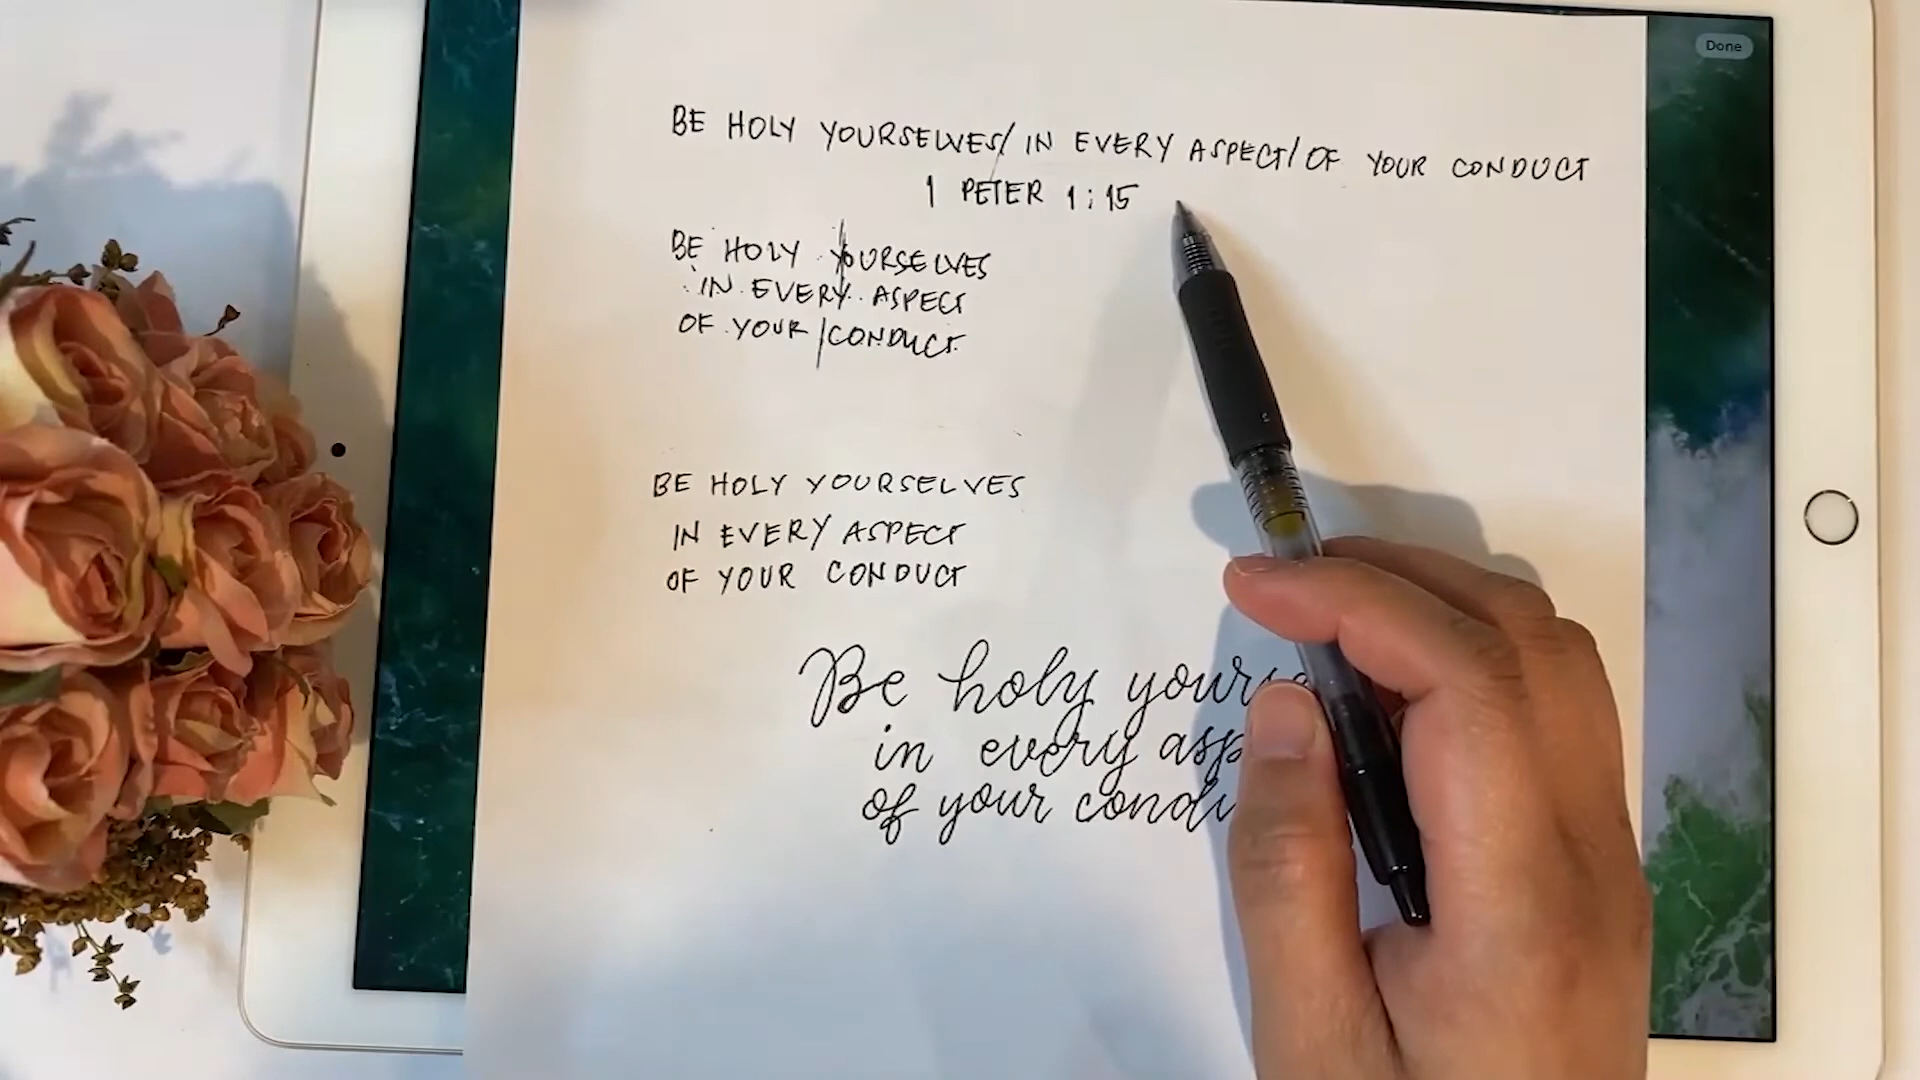 Done
BE HOLY YOURSELVES/ IN EVERY ASPECT/ OF YOUR CONDUCT
1 PETER 1:15
BE HOLY YOURSELVES
IN EVERY ASPECT
OF YOUR CONDUCT
BE HOLY YOURSELVES
IN EVERY ASPECT
OF YOUR CONDUCT
Be holy
in every
of your